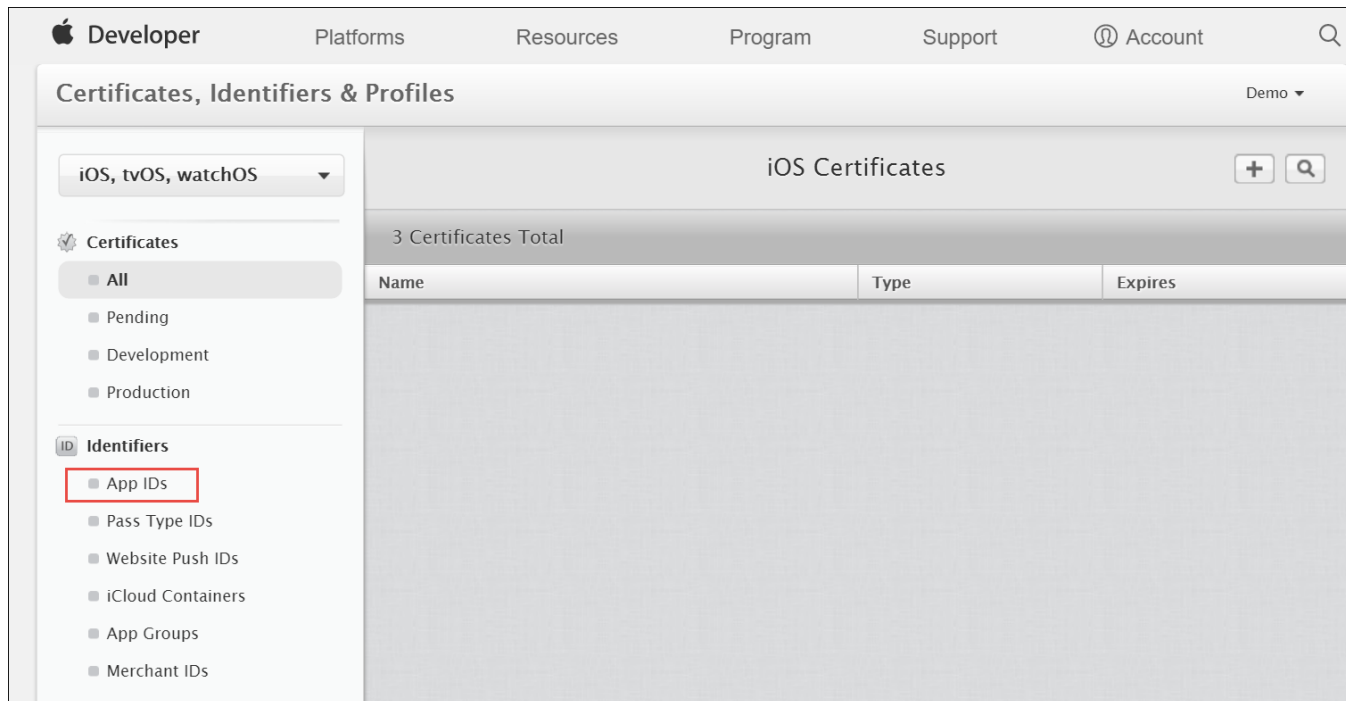 Developer Platforms Resources Program Support Account
Certificates, Identifiers & Profiles Demo
iOS, tvOS, watchOS
iOS Certificates
3 Certificates Total
Name Type Expires
Certificates
All
Pending
Development
Production
ID Identifiers
App IDs
Pass Type IDs
Website Push IDs
iCloud Containers
App Groups
Merchant IDs